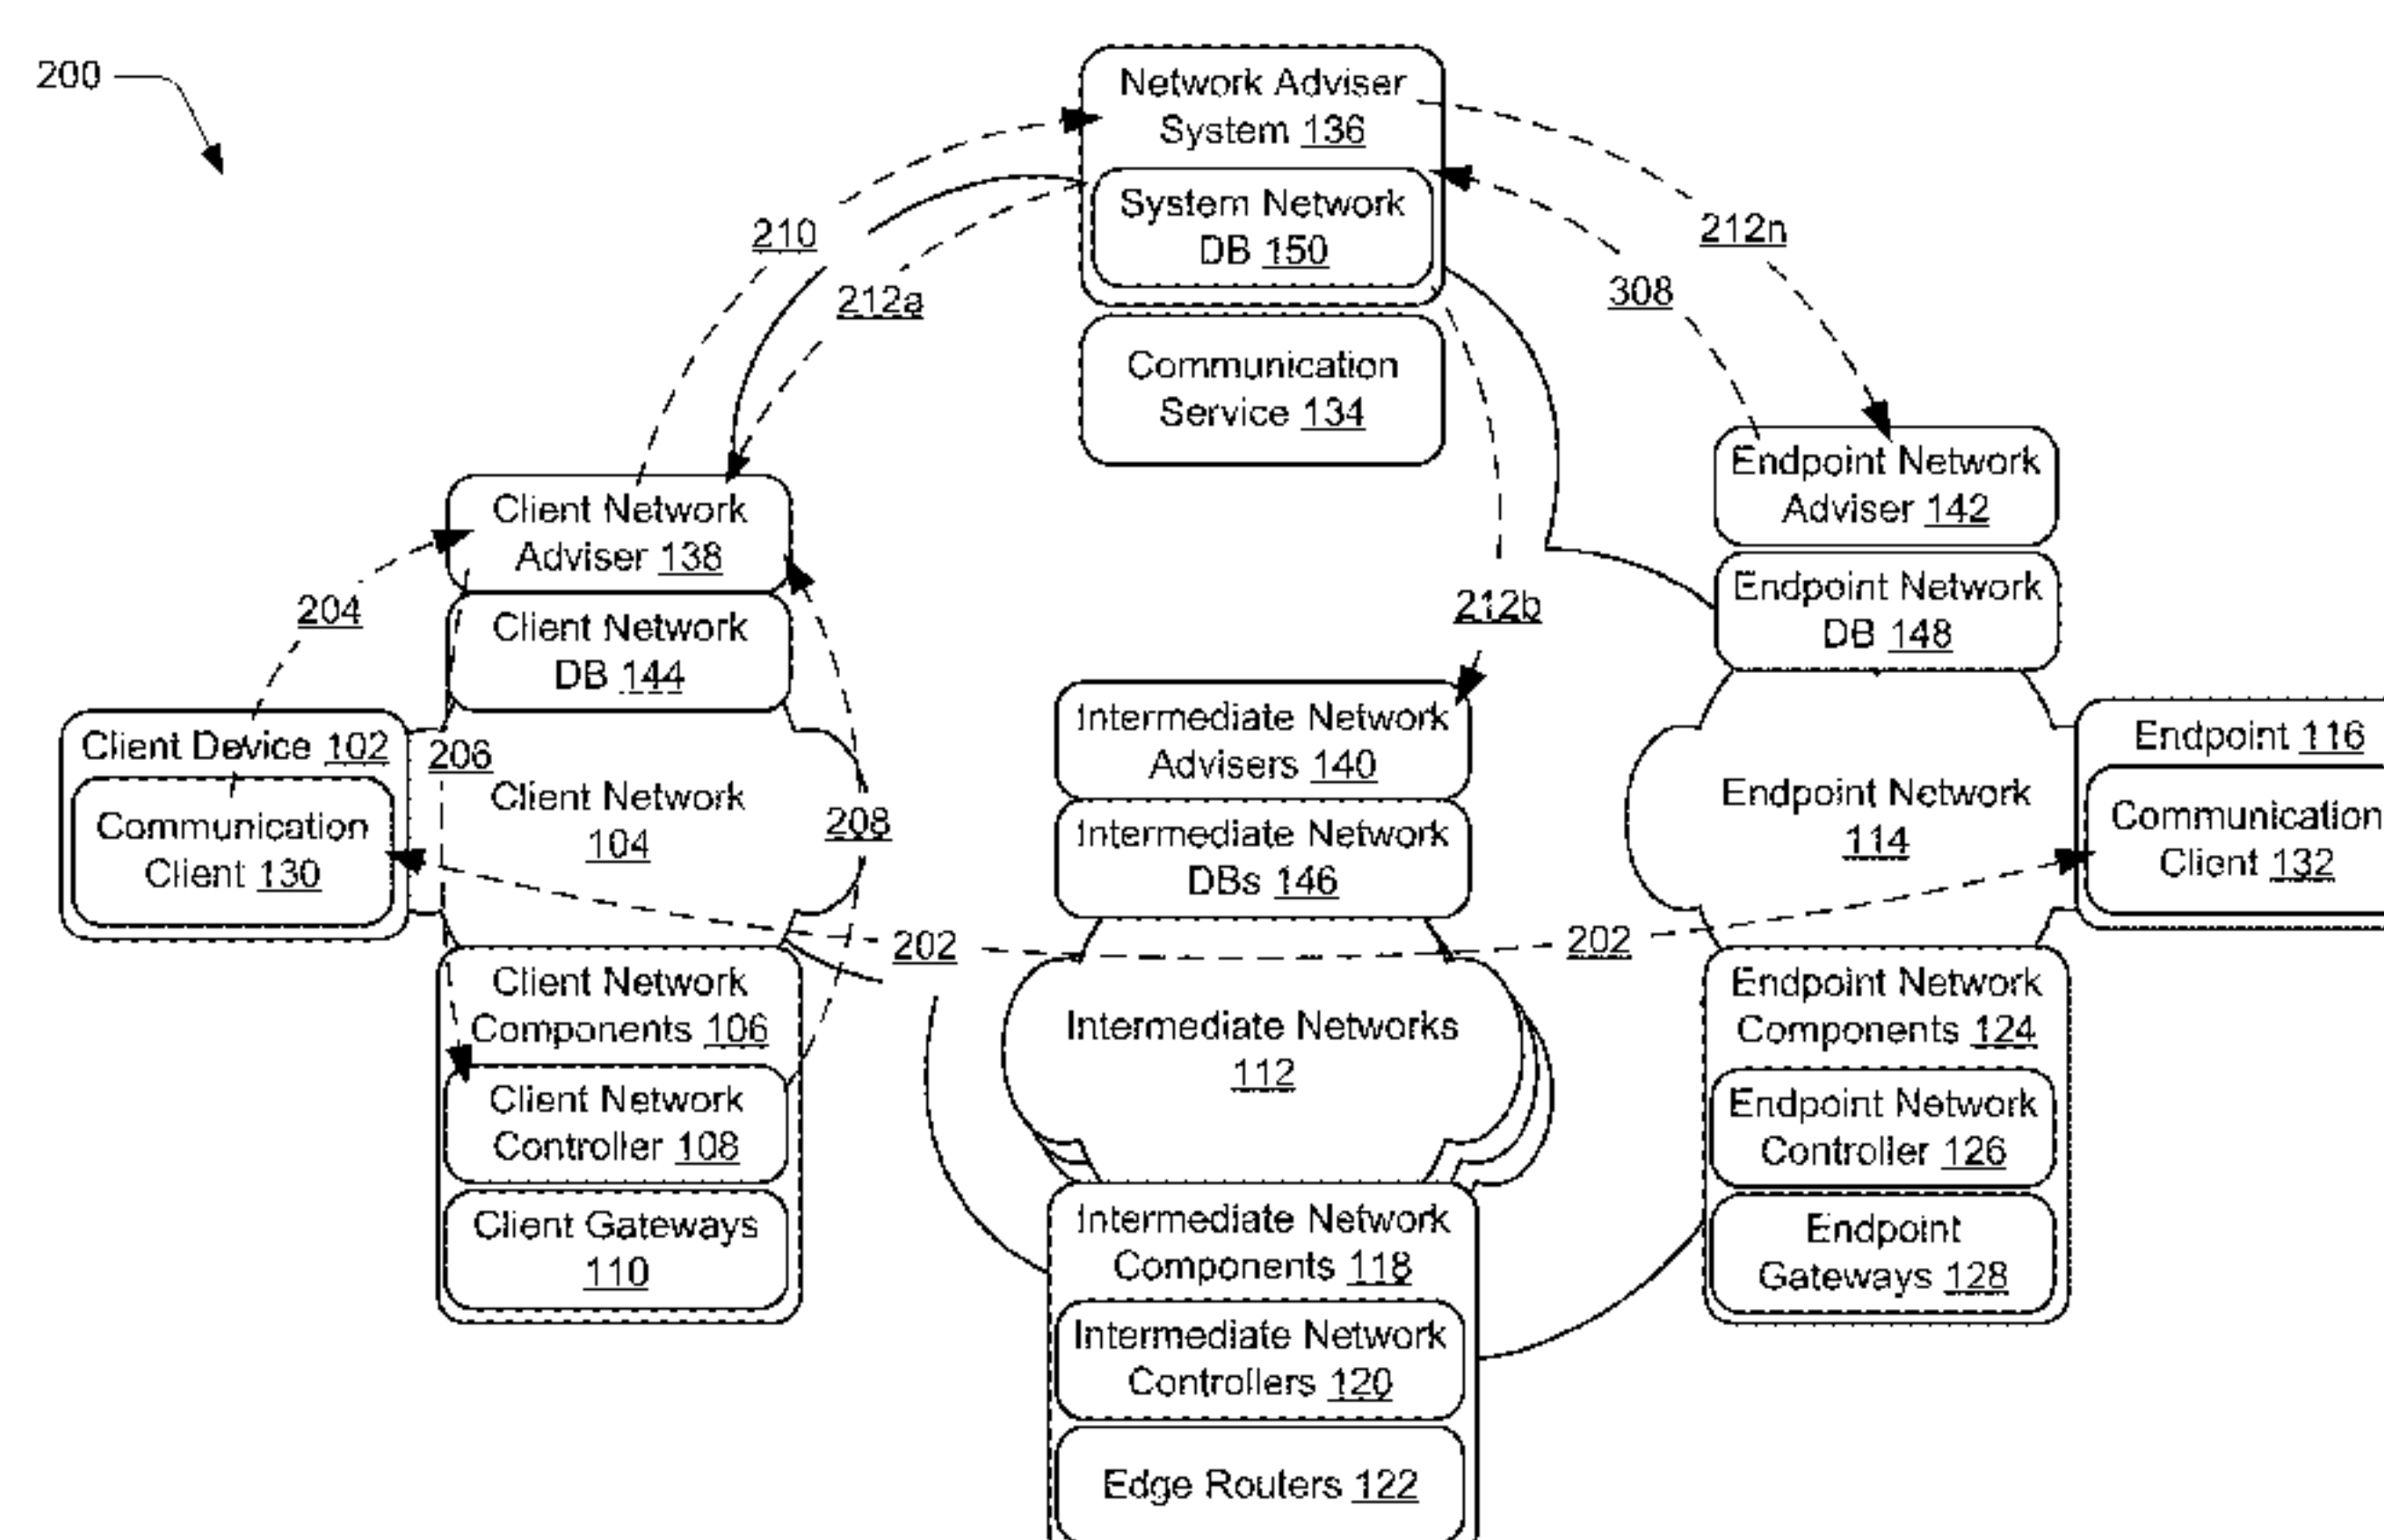 200
Network Adviser
System 136
System Network
DB 150
Communication
Service 134
210
212a
212n
308
212b
204
Client Network
Adviser 138
Client Network
DB 144
Endpoint Network
Adviser 142
Endpoint Network
DB 148
Client Device 102
Communication
Client 130
206
Client Network
104
208
Intermediate Network
Advisers 140
Intermediate Network
DBs 146
Endpoint Network
114
Endpoint 116
Communication
Client 132
202
202
Client Network
Components 106
Client Network
Controller 108
Client Gateways
110
Intermediate Networks
112
Intermediate Network
Components 118
Intermediate Network
Controllers 120
Edge Routers 122
Endpoint Network
Components 124
Endpoint Network
Controller 126
Endpoint
Gateways 128